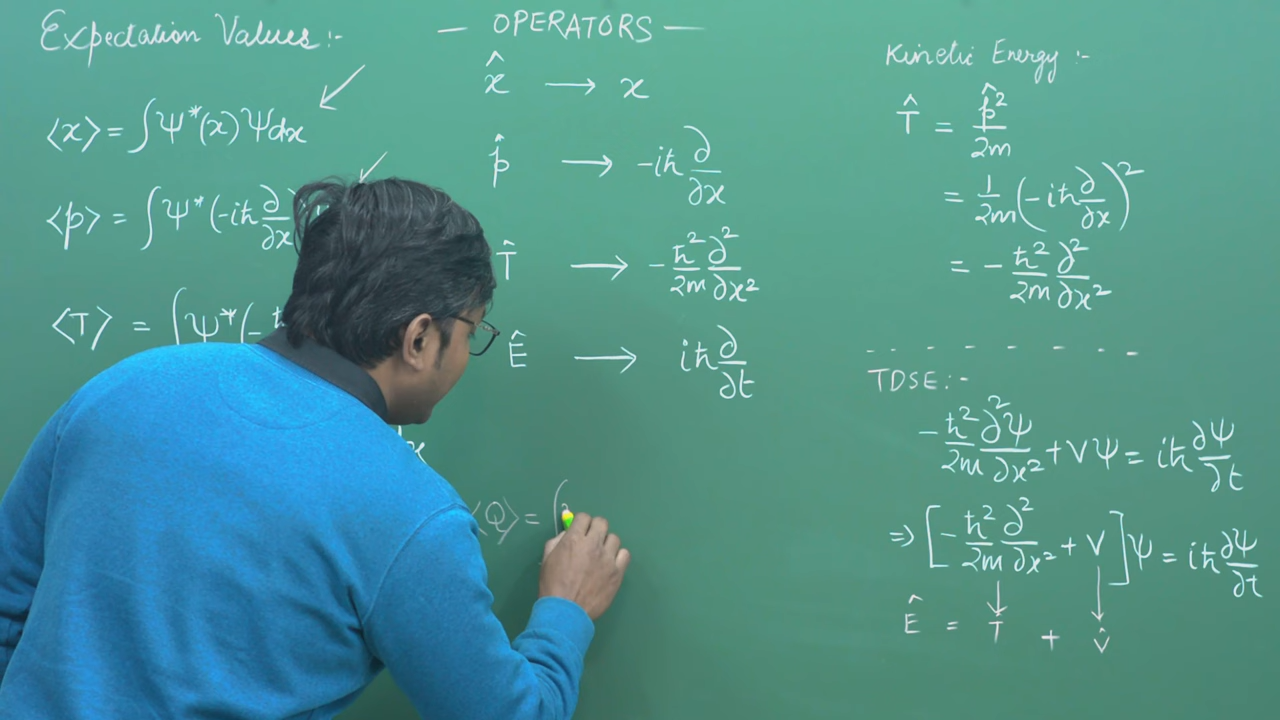 Expectation Values:-
⟨x⟩ = ∫Ψ*(x)Ψdx
⟨p⟩ = ∫Ψ*(-iħ ∂/∂x)
⟨T⟩ = ∫Ψ*(-ħ
dx
— OPERATORS —
x̂ → x
p̂ → -iħ ∂/∂x
T̂ → -ħ²/2m ∂²/∂x²
Ê → iħ ∂/∂t
⟨Q⟩ = ∫
Kinetic Energy :-
T̂ = p̂²/2m
= 1/2m (-iħ ∂/∂x)²
= -ħ²/2m ∂²/∂x²
TDSE:-
-ħ²/2m ∂²Ψ/∂x² + VΨ = iħ ∂Ψ/∂t
⇒ [-ħ²/2m ∂²/∂x² + V]Ψ = iħ ∂Ψ/∂t
Ê = T̂ + V̂